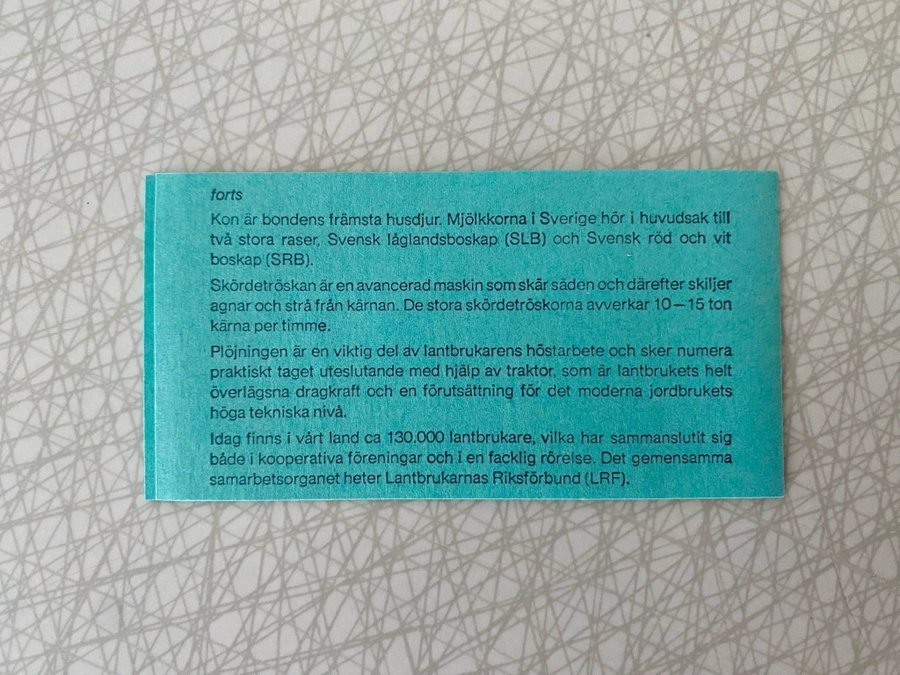 forts
Kon är bondens främsta husdjur. Mjölkkorna i Sverige hör i huvudsak till
två stora raser, Svensk låglandsboskap (SLB) och Svensk röd och vit
boskap (SRB).
Skördetröskan är en avancerad maskin som skär säden och därefter skiljer
agnar och strå från kärnan. De stora skördetröskorna avverkar 10—15 ton
kärna per timme.
Plöjningen är en viktig del av lantbrukarens höstarbete och sker numera
praktiskt taget uteslutande med hjälp av traktor, som är lantbrukets helt
överlägsna dragkraft och en förutsättning för det moderna jordbrukets
höga tekniska nivå.
Idag finns i vårt land ca 130.000 lantbrukare, vilka har sammanslutit sig
både i kooperativa föreningar och i en facklig rörelse. Det gemensamma
samarbetsorganet heter Lantbrukarnas Riksförbund (LRF).